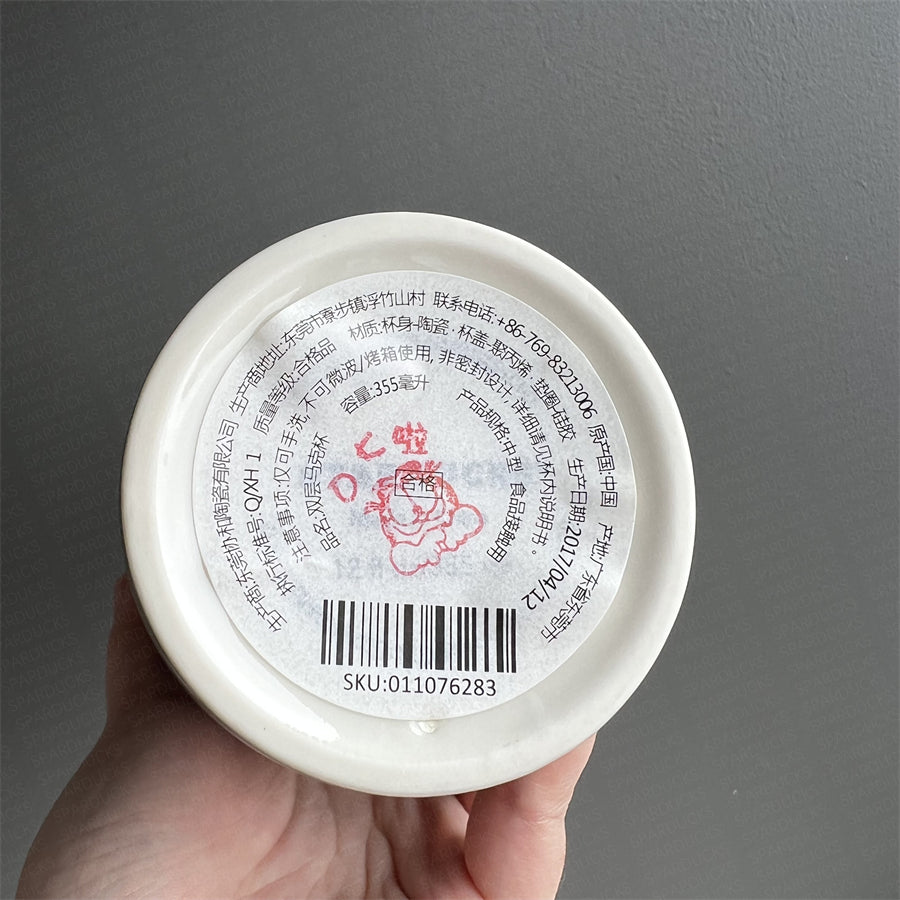 生产商:东莞协和陶瓷有限公司 生产商地址:东莞市寮步镇浮竹山村 联系电话:+86-769-83213006 原产国:中国 产地:广东省东莞市
执行标准号:Q/XH 1 质量等级:合格品 材质:杯身-陶瓷·杯盖-聚丙烯·垫圈-硅胶 生产日期:2017/04/12
注意事项:仅可手洗,不可微波/烤箱使用,非密封设计,详细请见杯内说明书。
品名:双层马克杯 容量:355毫升 产品规格:中型 食品接触用
啦
合格
SKU:011076283
SPARDUCKS